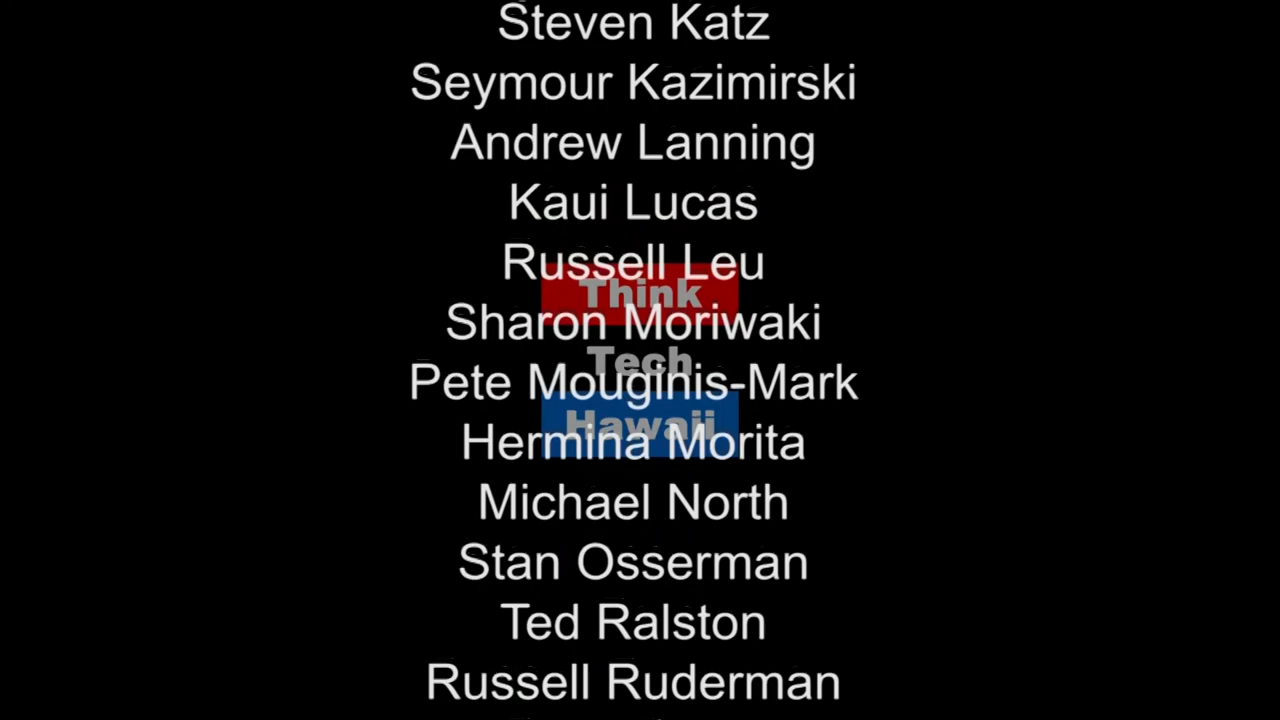 Steven Katz
Seymour Kazimirski
Andrew Lanning
Kaui Lucas
Russell Leu
Think
Sharon Moriwaki
Tech
Pete Mouginis-Mark
Hawaii
Hermina Morita
Michael North
Stan Osserman
Ted Ralston
Russell Ruderman